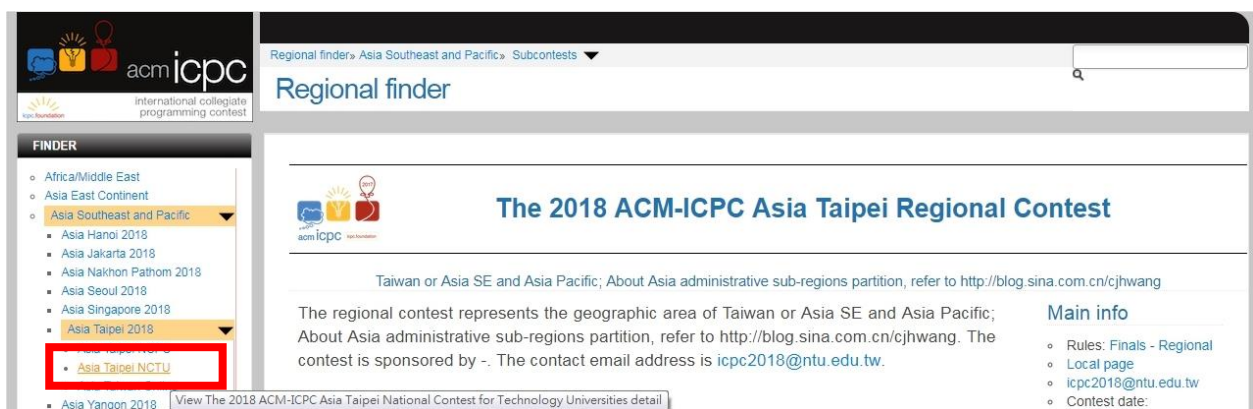 acm icpc
international collegiate
programming contest
icpc.foundation
Regional finder» Asia Southeast and Pacific» Subcontests
Regional finder
FINDER
Africa/Middle East
Asia East Continent
Asia Southeast and Pacific
Asia Hanoi 2018
Asia Jakarta 2018
Asia Nakhon Pathom 2018
Asia Seoul 2018
Asia Singapore 2018
Asia Taipei 2018
Asia Taipei NCTU
Asia Yangon 2018
View The 2018 ACM-ICPC Asia Taipei National Contest for Technology Universities detail
2017
acm icpc
The 2018 ACM-ICPC Asia Taipei Regional Contest
Taiwan or Asia SE and Asia Pacific; About Asia administrative sub-regions partition, refer to http://blog.sina.com.cn/cjhwang
The regional contest represents the geographic area of Taiwan or Asia SE and Asia Pacific;
About Asia administrative sub-regions partition, refer to http://blog.sina.com.cn/cjhwang. The
contest is sponsored by -. The contact email address is icpc2018@ntu.edu.tw.
Main info
Rules: Finals - Regional
Local page
icpc2018@ntu.edu.tw
Contest date: